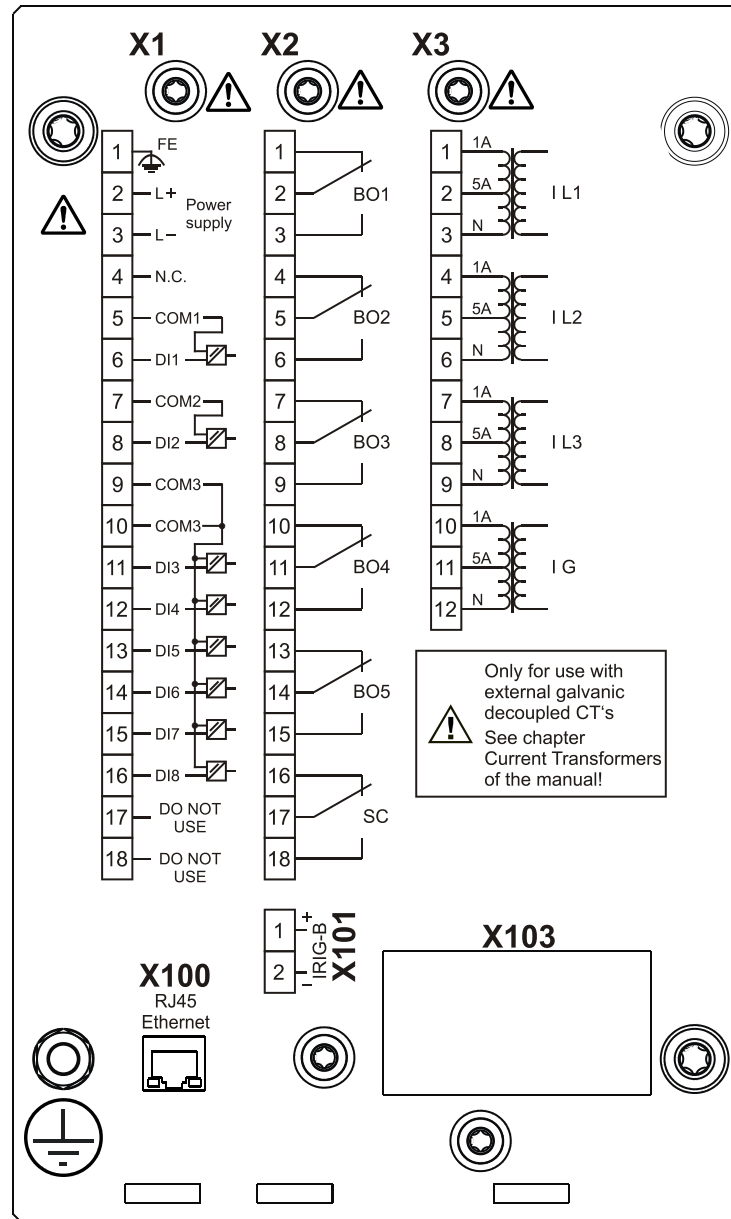 X1 X2 X3
1 FE
2 L+
Power
supply
3 L−
4 N.C.
5 COM1
6 DI1
7 COM2
8 DI2
9 COM3
10 COM3
11 DI3
12 DI4
13 DI5
14 DI6
15 DI7
16 DI8
17 DO NOT
USE
18 DO NOT
USE
1
2 BO1
3
4
5 BO2
6
7
8 BO3
9
10
11 BO4
12
13
14 BO5
15
16
17 SC
18
1 1A
2 5A I L1
3 N
4 1A
5 5A I L2
6 N
7 1A
8 5A I L3
9 N
10 1A
11 5A I G
12 N
Only for use with
external galvanic
decoupled CT‘s
See chapter
Current Transformers
of the manual!
1 +
2 −
IRIG-B
X101
X103
X100
RJ45
Ethernet